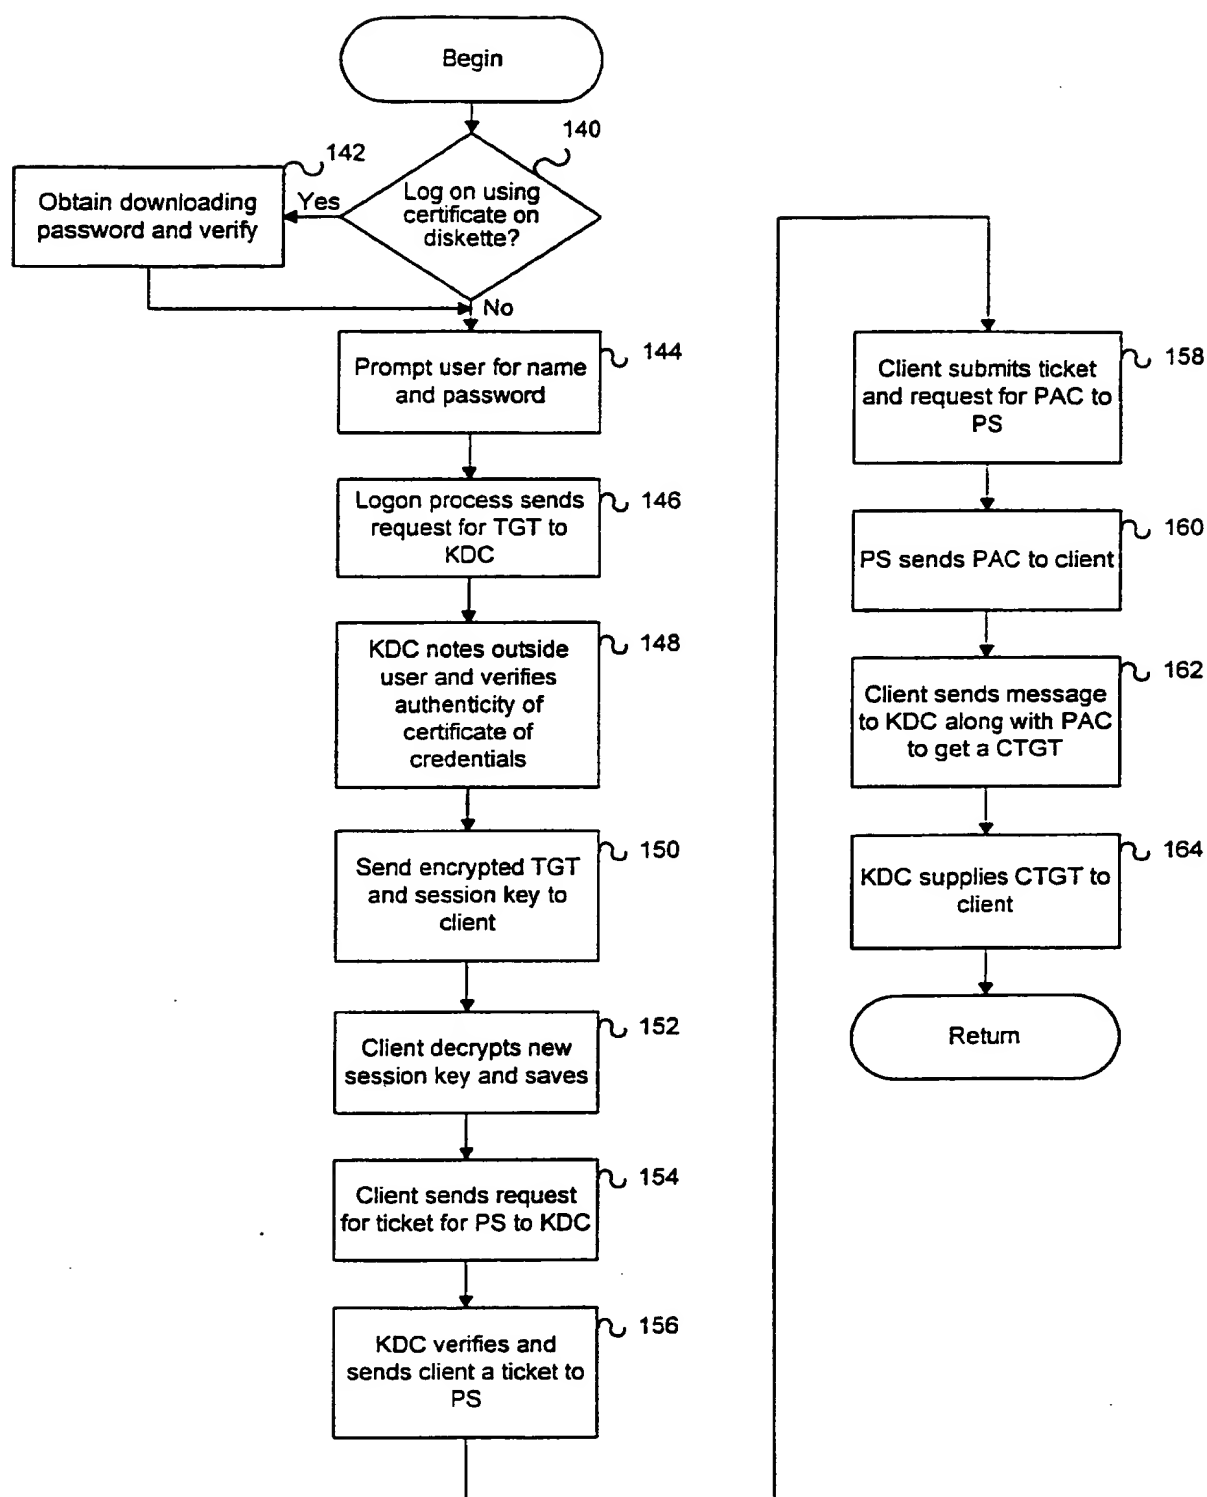 Begin
140
Log on using
certificate on
diskette?
Yes
142
Obtain downloading
password and verify
No
Prompt user for name
and password
144
Logon process sends
request for TGT to
KDC
146
KDC notes outside
user and verifies
authenticity of
certificate of
credentials
148
Send encrypted TGT
and session key to
client
150
Client decrypts new
session key and saves
152
Client sends request
for ticket for PS to KDC
154
KDC verifies and
sends client a ticket to
PS
156
Client submits ticket
and request for PAC to
PS
158
PS sends PAC to client
160
Client sends message
to KDC along with PAC
to get a CTGT
162
KDC supplies CTGT to
client
164
Return